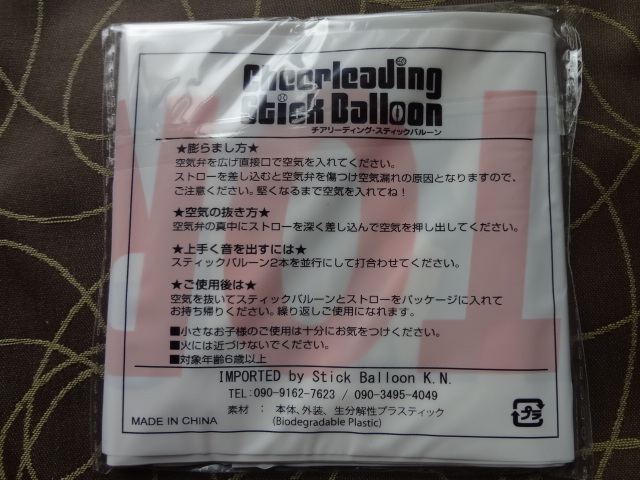 Cheerleading
Stick Balloon
チアリーディング・スティックバルーン
★膨らまし方★
空気弁を広げ直接口で空気を入れてください。
ストローを差し込むと空気弁を傷つけ空気漏れの原因となりますので、
ご注意ください。堅くなるまで空気を入れてね!
★空気の抜き方★
空気弁の真中にストローを深く差し込んで空気を押し出してください。
★上手く音を出すには★
スティックバルーン2本を並行にして打合わせてください。
★ご使用後は★
空気を抜いてスティックバルーンとストローをパッケージに入れて
お持ち帰りください。繰り返しご使用になれます。
■小さなお子様のご使用は十分にお気をつけください。
■火には近づけないでください。
■対象年齢6歳以上
IMPORTED by Stick Balloon K.N.
TEL:090-9162-7623 / 090-3495-4049
素材 : 本体、外装、生分解性プラスティック
(Biodegradable Plastic)
MADE IN CHINA
プラ